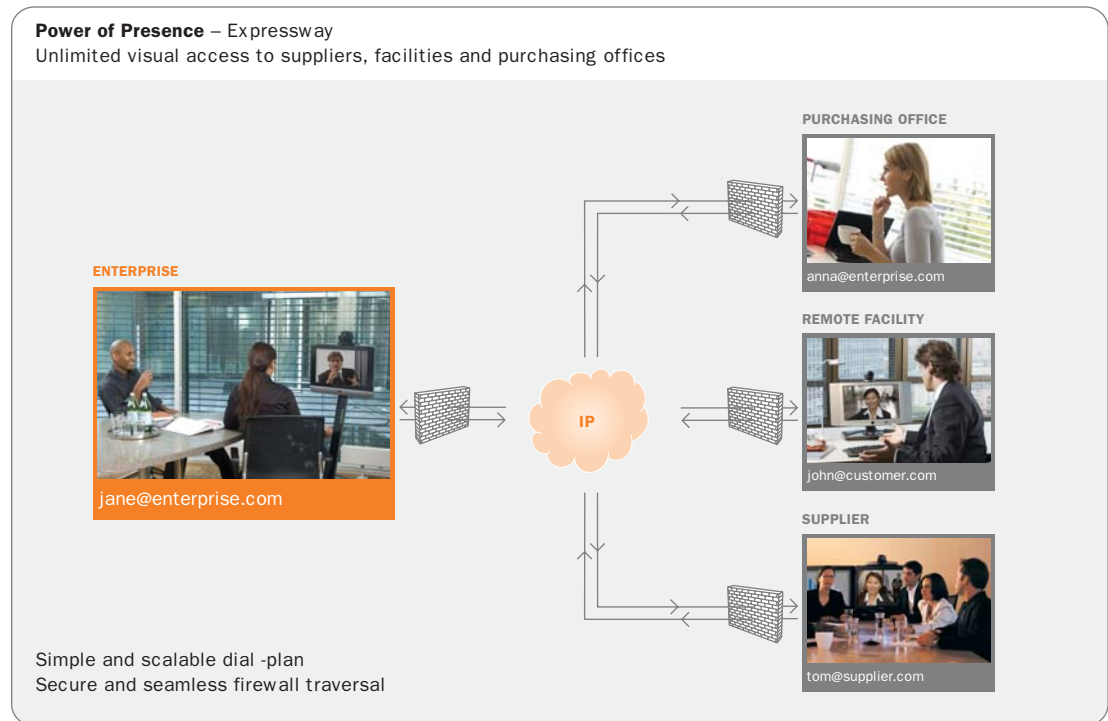 Power of Presence – Expressway
Unlimited visual access to suppliers, facilities and purchasing offices
PURCHASING OFFICE
anna@enterprise.com
ENTERPRISE
jane@enterprise.com
IP
REMOTE FACILITY
john@customer.com
SUPPLIER
tom@supplier.com
Simple and scalable dial -plan
Secure and seamless firewall traversal